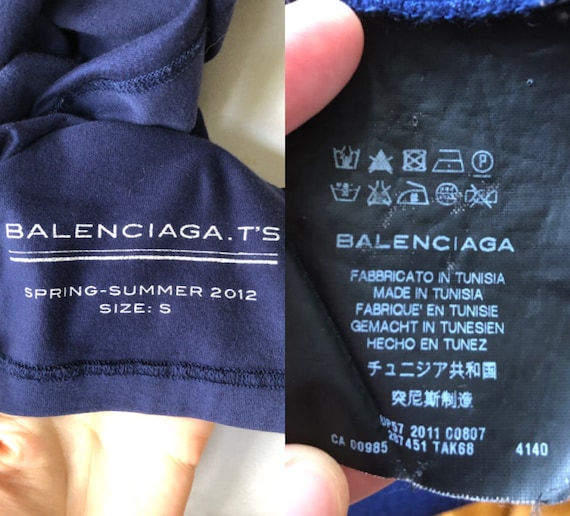 BALENCIAGA.T'S
SPRING-SUMMER 2012
SIZE: S
BALENCIAGA
FABBRICATO IN TUNISIA
MADE IN TUNISIA
FABRIQUE' EN TUNISIE
GEMACHT IN TUNESIEN
HECHO EN TUNEZ
チュニジア共和国
突尼斯制造
2011 C0807
CA 00985 TAK68 4140